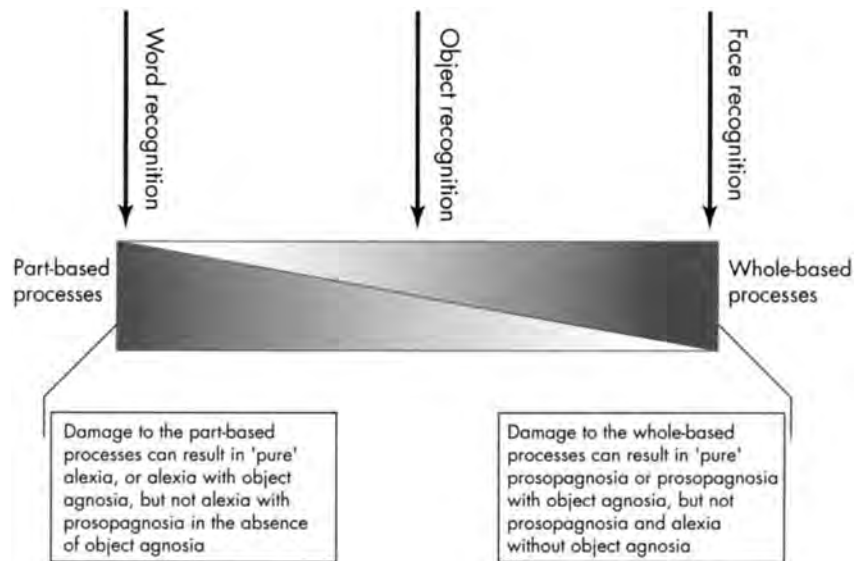 Word recognition
Object recognition
Face recognition
Part-based
processes
Whole-based
processes
Damage to the part-based
processes can result in 'pure'
alexia, or alexia with object
agnosia, but not alexia with
prosopagnosia in the absence
of object agnosia
Damage to the whole-based
processes can result in 'pure'
prosopagnosia or prosopagnosia
with object agnosia, but not
prosopagnosia and alexia
without object agnosia